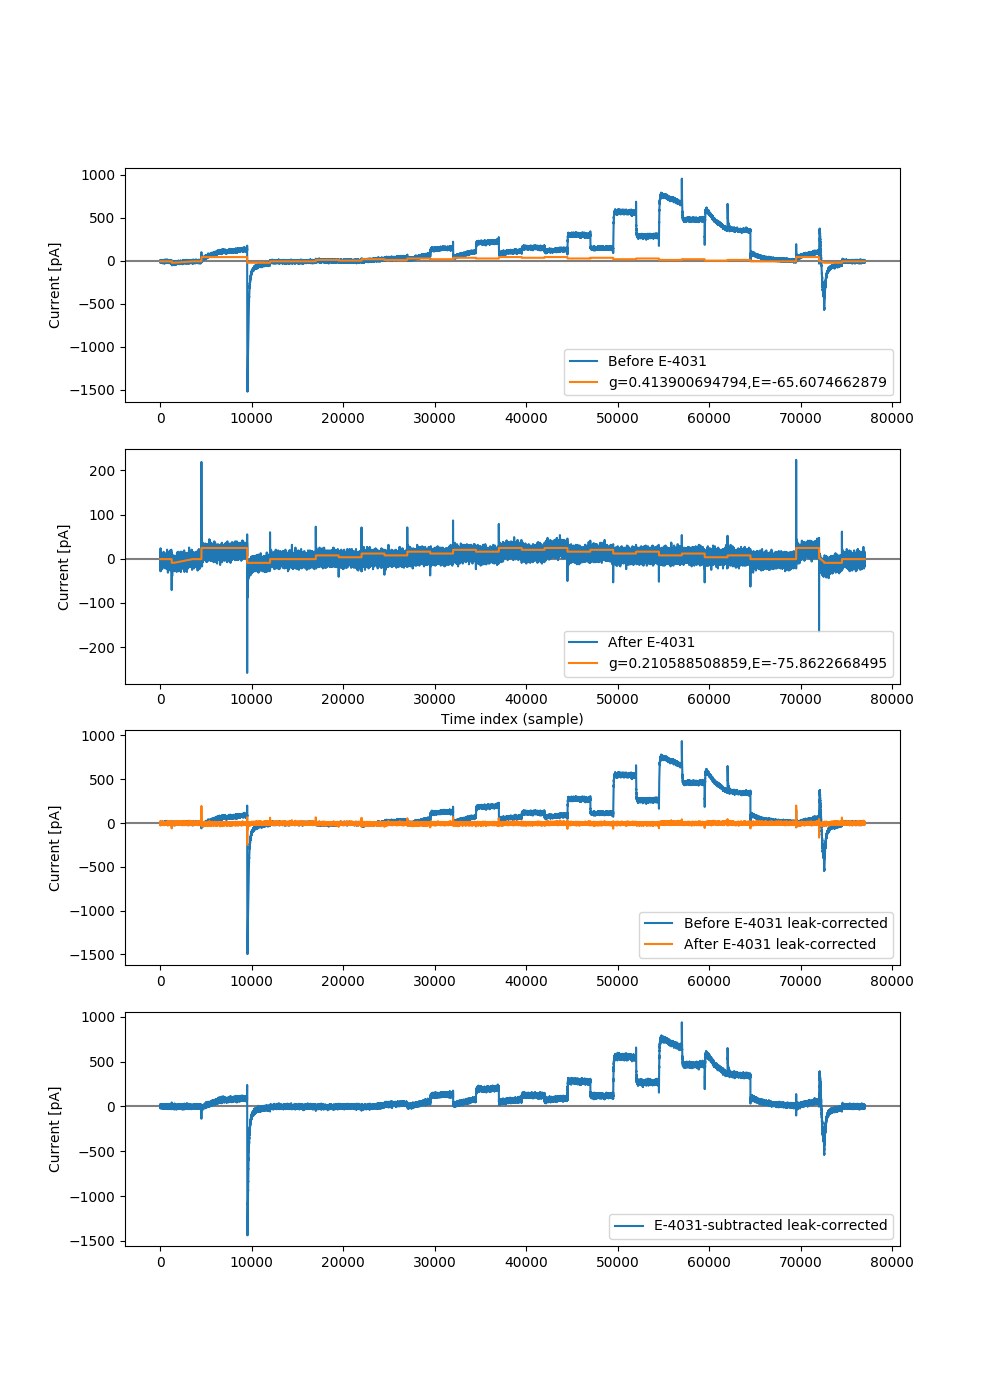 1000
500
0
−500
−1000
−1500
Current [pA]
Before E-4031
g=0.413900694794,E=-65.6074662879
0 10000 20000 30000 40000 50000 60000 70000 80000
200
100
0
−100
−200
Current [pA]
After E-4031
g=0.210588508859,E=-75.8622668495
0 10000 20000 30000 40000 50000 60000 70000 80000
Time index (sample)
1000
500
0
−500
−1000
−1500
Current [pA]
Before E-4031 leak-corrected
After E-4031 leak-corrected
0 10000 20000 30000 40000 50000 60000 70000 80000
1000
500
0
−500
−1000
−1500
Current [pA]
E-4031-subtracted leak-corrected
0 10000 20000 30000 40000 50000 60000 70000 80000